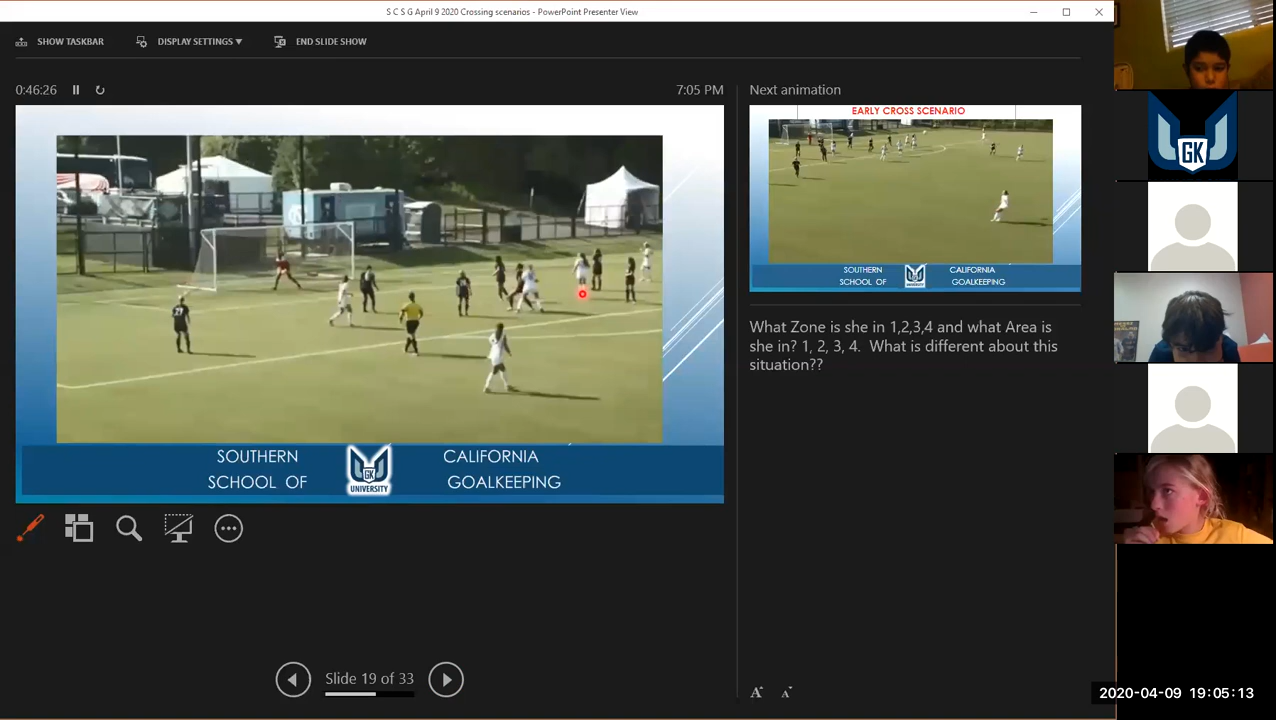 S C S G April 9 2020 Crossing scenarios - PowerPoint Presenter View
SHOW TASKBAR
DISPLAY SETTINGS
END SLIDE SHOW
0:46:26
7:05 PM
SOUTHERN
CALIFORNIA
SCHOOL OF
GOALKEEPING
GK
UNIVERSITY
Slide 19 of 33
Next animation
EARLY CROSS SCENARIO
SOUTHERN
CALIFORNIA
SCHOOL OF
GOALKEEPING
What Zone is she in 1,2,3,4 and what Area is
she in? 1, 2, 3, 4. What is different about this
situation??
A A
GK
2020-04-09 19:05:13